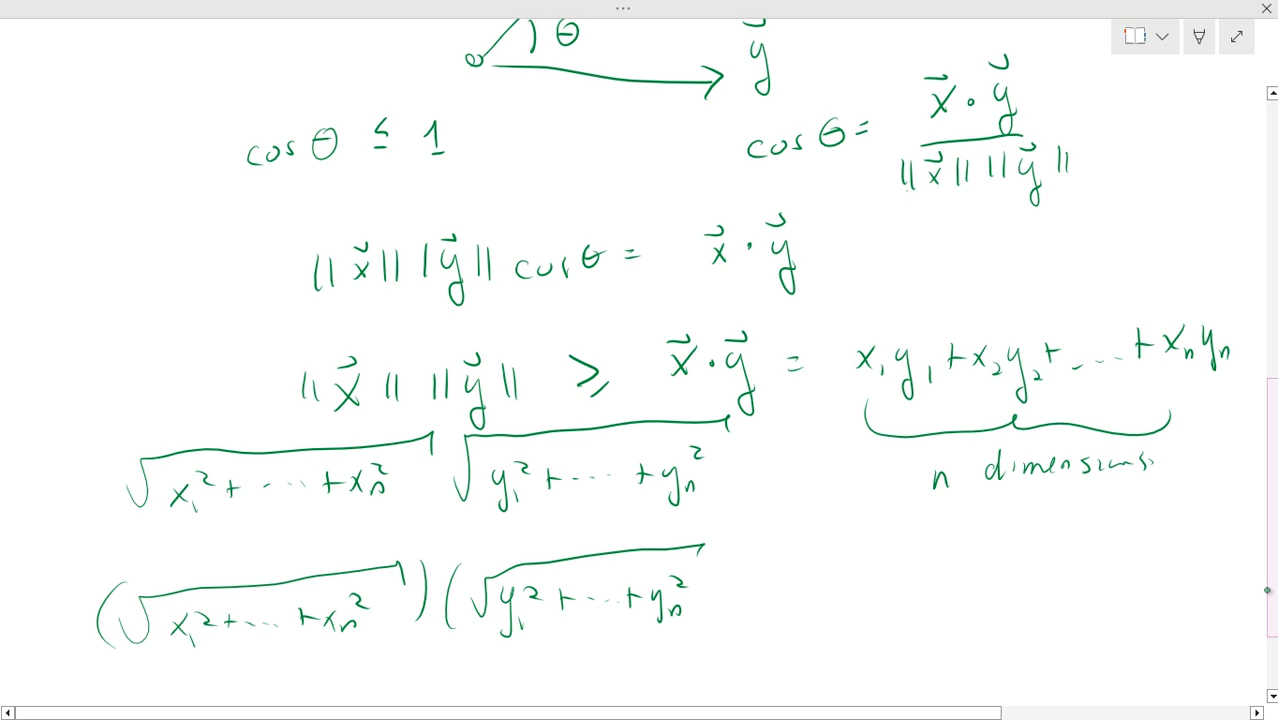 θ y⃗
cos θ ≤ 1 cos θ = x⃗ · y⃗ / ||x⃗|| ||y⃗||
||x⃗|| |y⃗|| cos θ = x⃗ · y⃗
||x⃗|| ||y⃗|| ⩾ x⃗ · y⃗ = x₁y₁ + x₂y₂ + ... + xₙyₙ
√(x₁² + ... + xₙ²) √(y₁² + ... + yₙ²) n dimensions
(√(x₁² + ... + xₙ²)) (√(y₁² + ... + yₙ²)